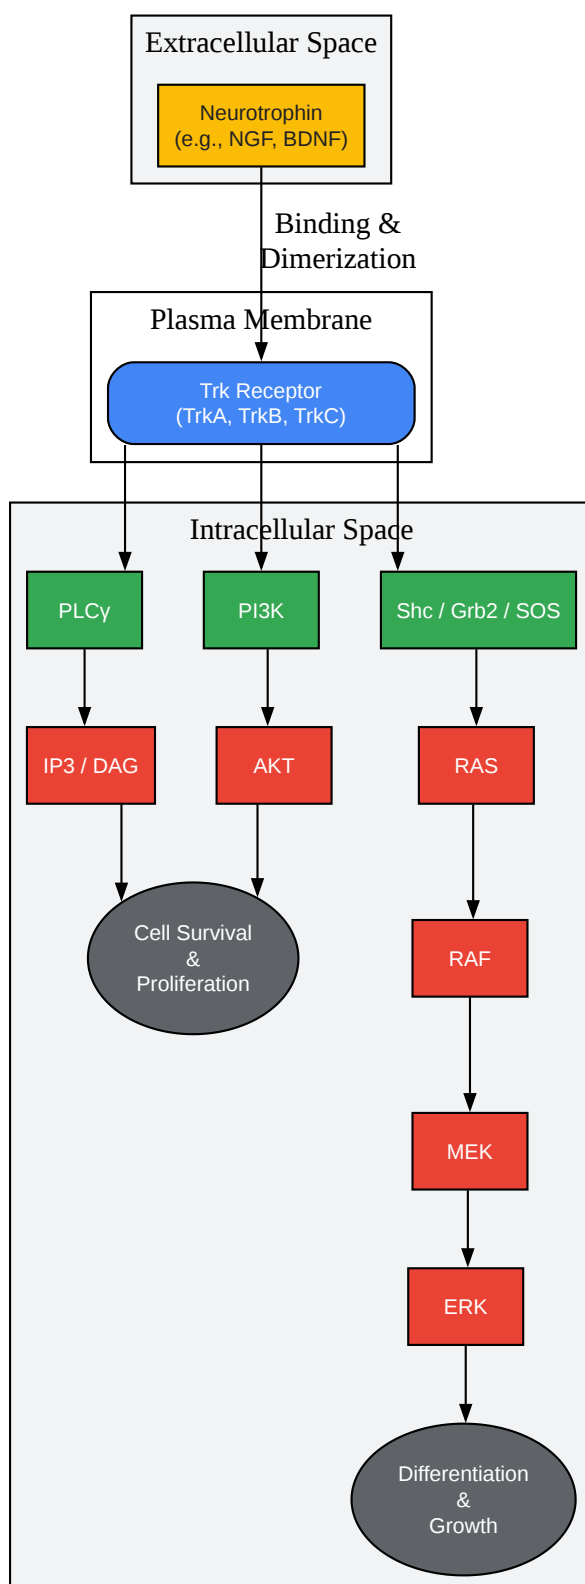 Extracellular Space
Neurotrophin
(e.g., NGF, BDNF)
Binding &
Dimerization
Plasma Membrane
Trk Receptor
(TrkA, TrkB, TrkC)
Intracellular Space
PLCγ
PI3K
Shc / Grb2 / SOS
IP3 / DAG
AKT
RAS
Cell Survival
&
Proliferation
RAF
MEK
ERK
Differentiation
&
Growth